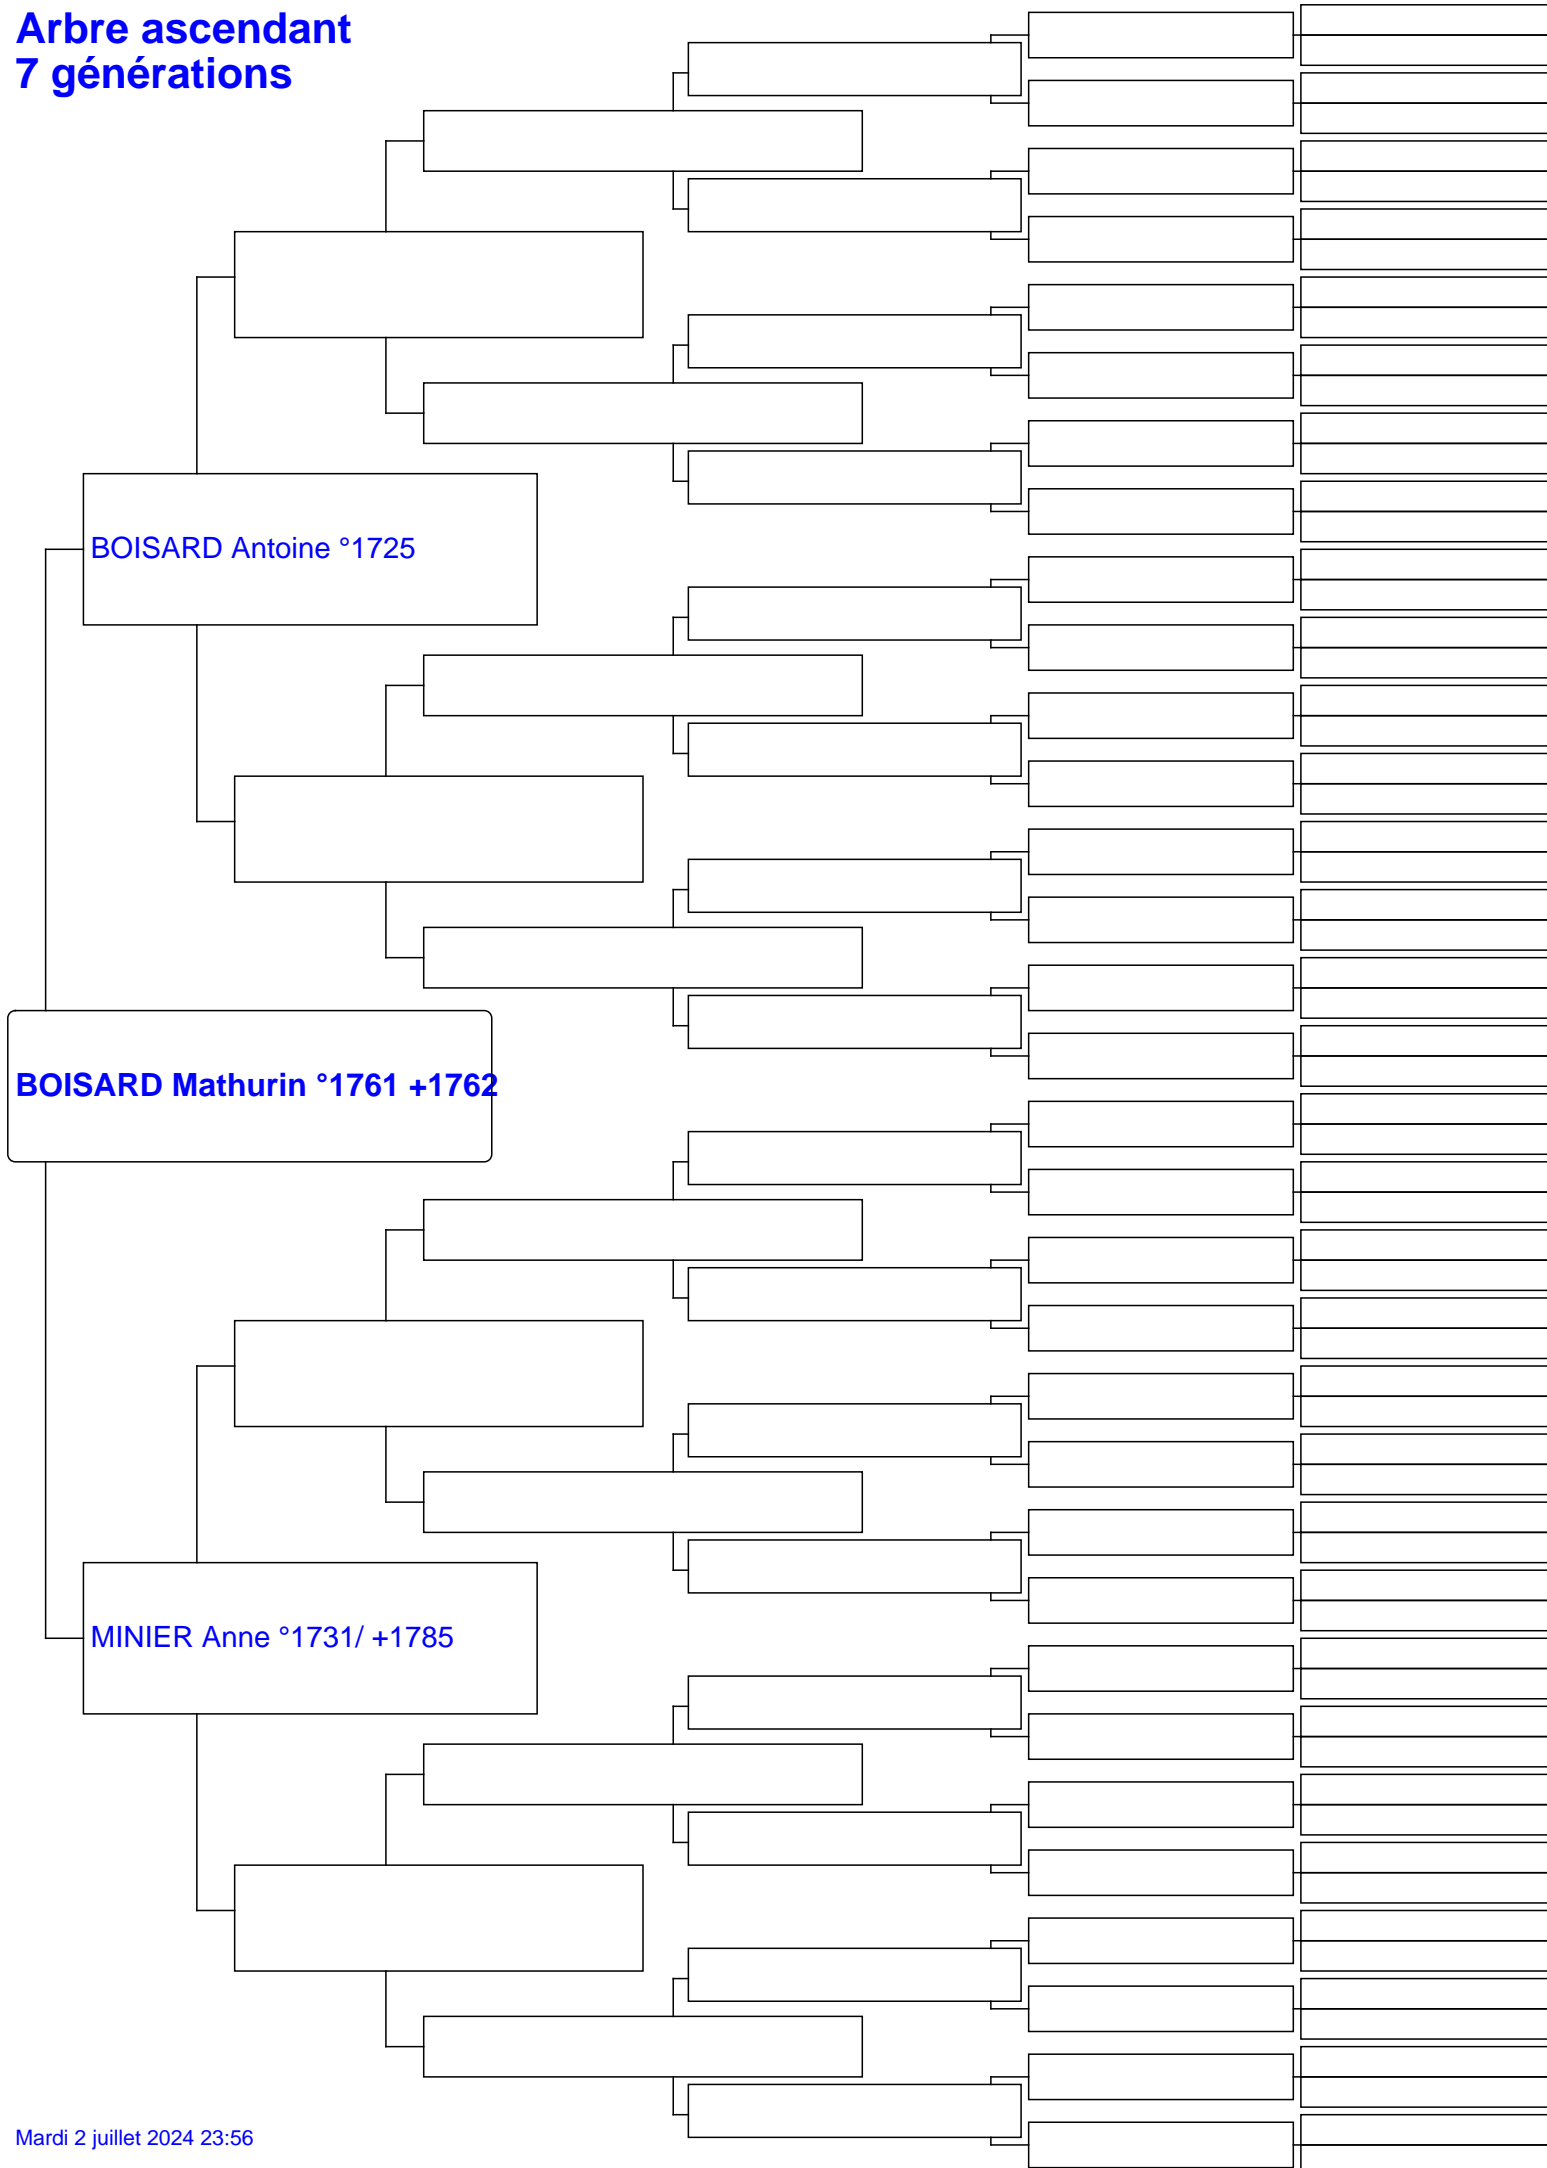 Arbre ascendant
7 générations
BOISARD Antoine °1725
BOISARD Mathurin °1761 +1762
MINIER Anne °1731/ +1785
Mardi 2 juillet 2024 23:56